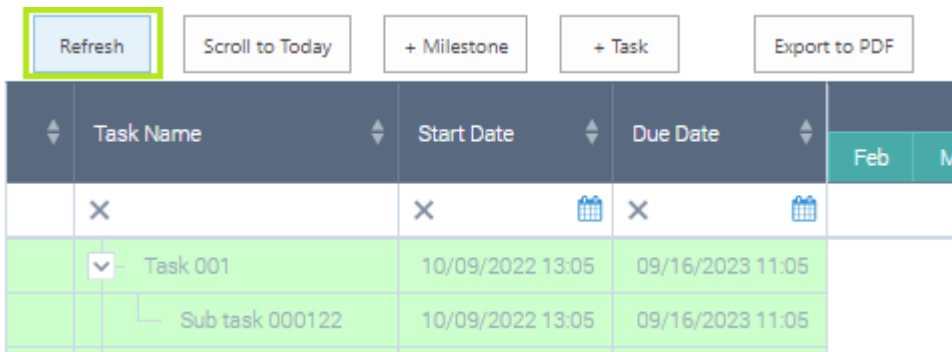 Refresh Scroll to Today + Milestone + Task Export to PDF
Task Name Start Date Due Date
Feb
Task 001 10/09/2022 13:05 09/16/2023 11:05
Sub task 000122 10/09/2022 13:05 09/16/2023 11:05